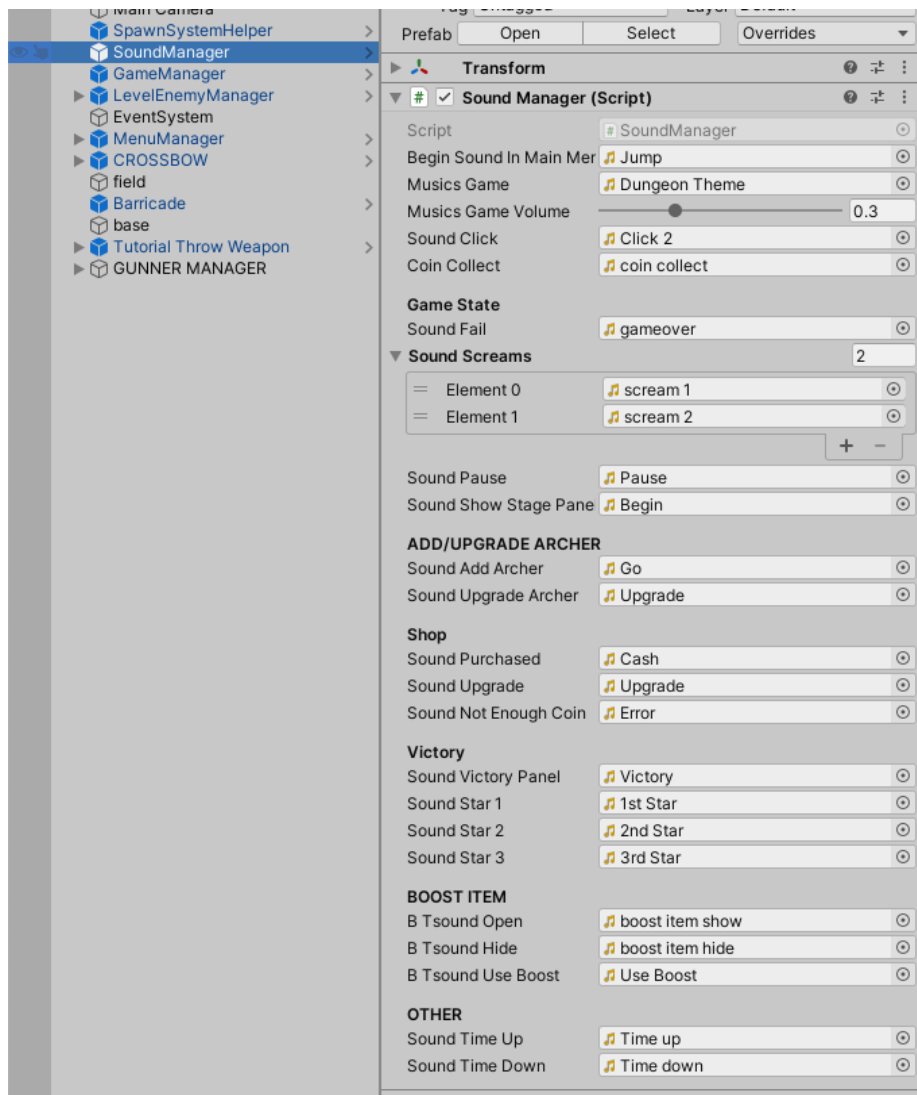 Main Camera
SpawnSystemHelper
SoundManager
GameManager
LevelEnemyManager
EventSystem
MenuManager
CROSSBOW
field
Barricade
base
Tutorial Throw Weapon
GUNNER MANAGER
Tag Untagged Layer Default
Prefab Open Select Overrides
Transform
# Sound Manager (Script)
Script # SoundManager
Begin Sound In Main Mer Jump
Musics Game Dungeon Theme
Musics Game Volume 0.3
Sound Click Click 2
Coin Collect coin collect
Game State
Sound Fail gameover
Sound Screams 2
Element 0 scream 1
Element 1 scream 2
+ −
Sound Pause Pause
Sound Show Stage Pane Begin
ADD/UPGRADE ARCHER
Sound Add Archer Go
Sound Upgrade Archer Upgrade
Shop
Sound Purchased Cash
Sound Upgrade Upgrade
Sound Not Enough Coin Error
Victory
Sound Victory Panel Victory
Sound Star 1 1st Star
Sound Star 2 2nd Star
Sound Star 3 3rd Star
BOOST ITEM
B Tsound Open boost item show
B Tsound Hide boost item hide
B Tsound Use Boost Use Boost
OTHER
Sound Time Up Time up
Sound Time Down Time down